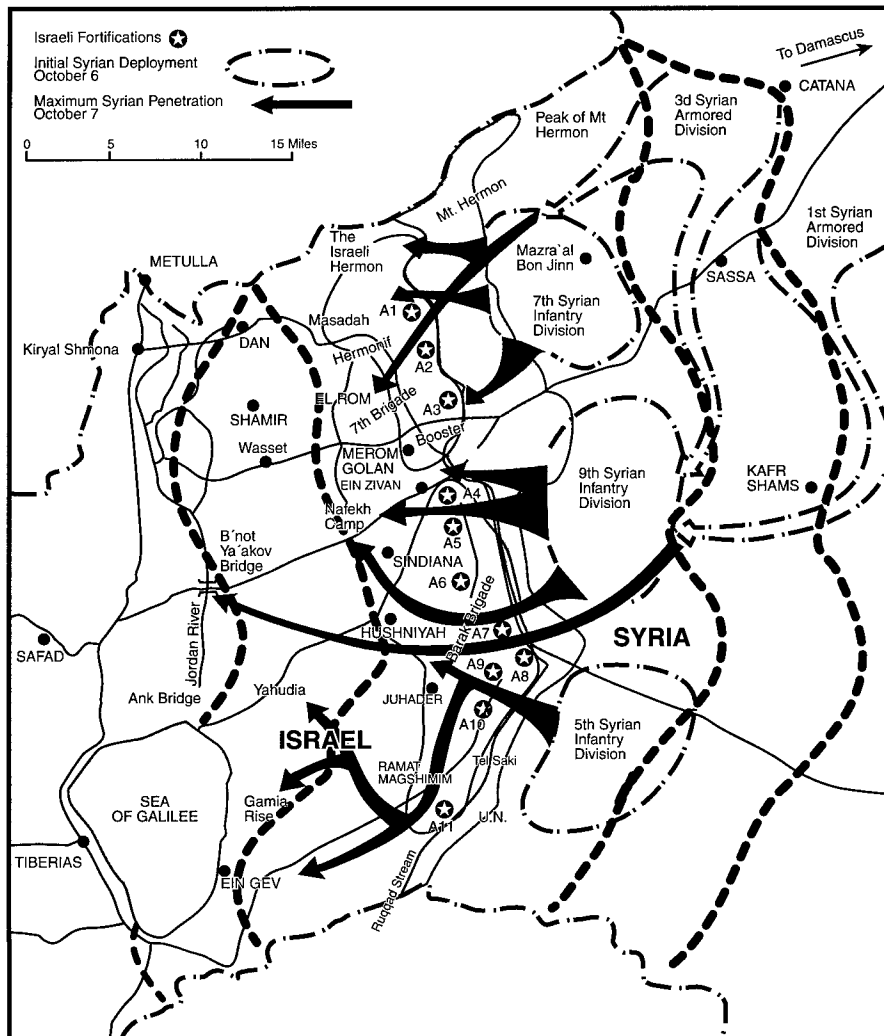 Israeli Fortifications
Initial Syrian Deployment
October 6
Maximum Syrian Penetration
October 7
0 5 10 15 Miles
To Damascus
CATANA
3d Syrian
Armored
Division
Peak of Mt
Hermon
1st Syrian
Armored
Division
Mt. Hermon
The
Israeli
Hermon
Mazra`al
Bon Jinn
SASSA
METULLA
7th Syrian
Infantry
Division
A1
Masadah
DAN
Kiryal Shmona
Hermonif
A2
EL ROM
7th Brigade
A3
SHAMIR
Booster
Wasset
MEROM
GOLAN
EIN ZIVAN
A4
9th Syrian
Infantry
Division
KAFR
SHAMS
Nafekh
Camp
A5
B´not
Ya´akov
Bridge
SINDIANA
A6
Barak Brigade
HUSHNIYAH
A7
SYRIA
SAFAD
Jordan River
A9
A8
Ank Bridge
Yahudia
JUHADER
A10
5th Syrian
Infantry
Division
ISRAEL
Tel Saki
RAMAT
MAGSHIMIM
SEA
OF GALILEE
Gamia
Rise
A11
U.N.
TIBERIAS
EIN GEV
Ruqqad Stream